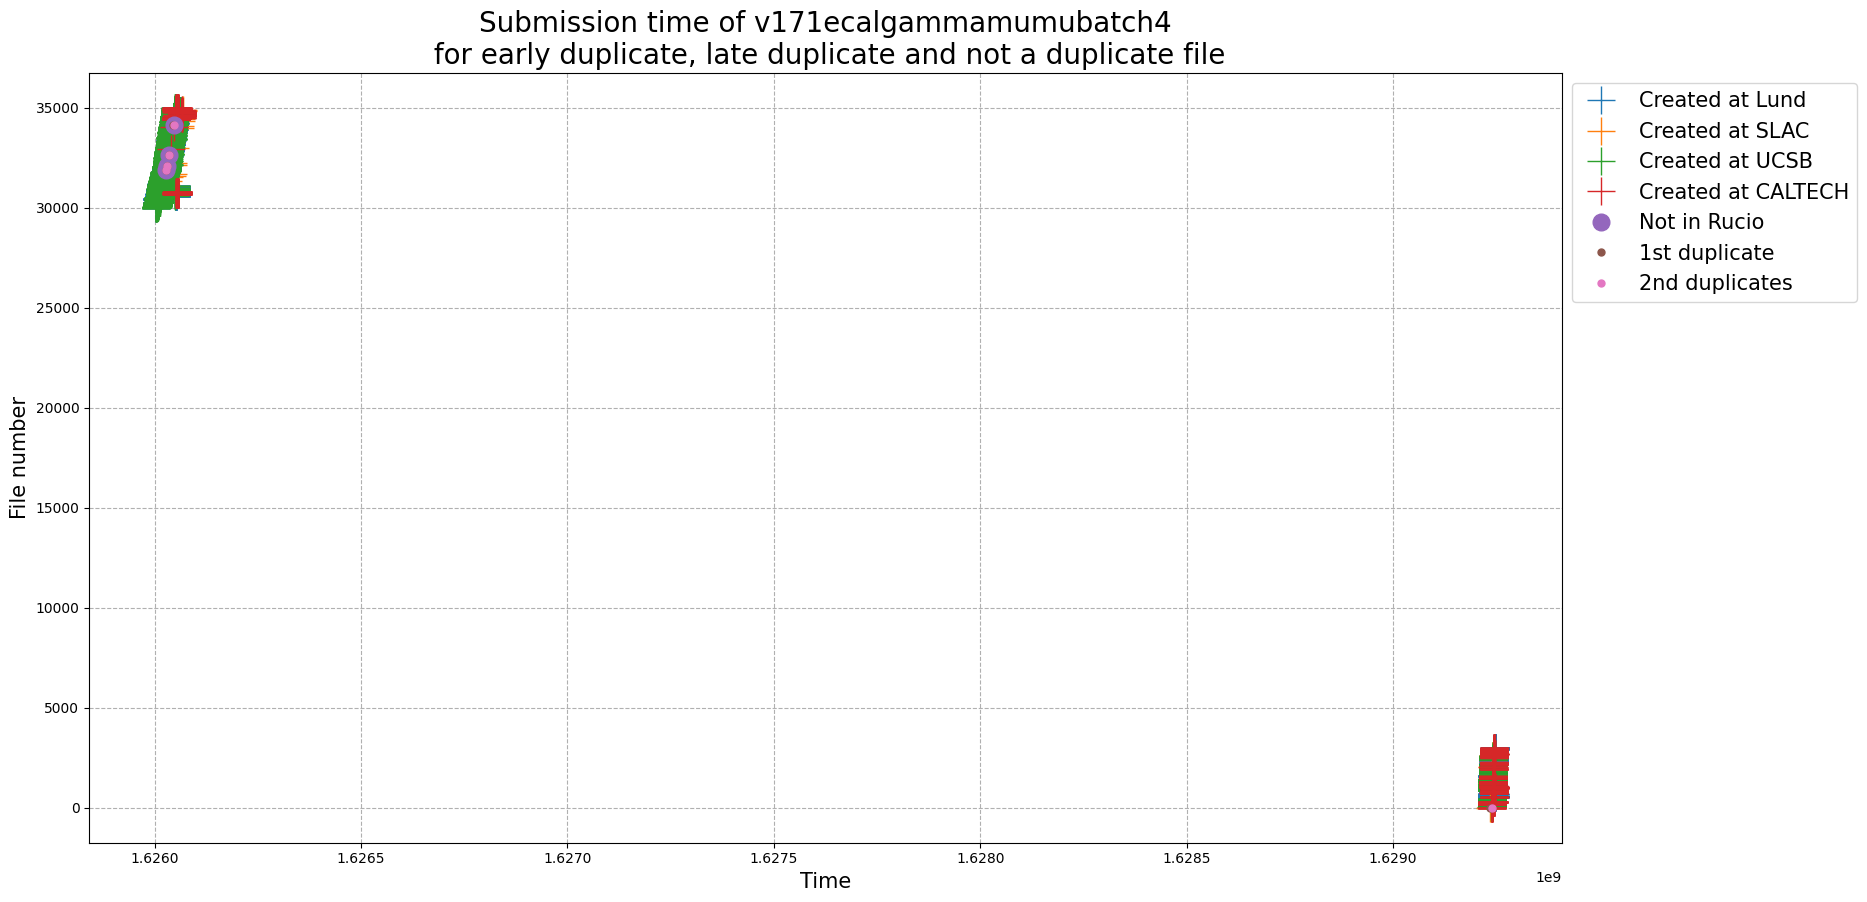 Submission time of v171ecalgammamumubatch4
for early duplicate, late duplicate and not a duplicate file
Created at Lund
Created at SLAC
Created at UCSB
Created at CALTECH
Not in Rucio
1st duplicate
2nd duplicates
File number
35000
30000
25000
20000
15000
10000
5000
0
1.6260 1.6265 1.6270 1.6275 1.6280 1.6285 1.6290
1e9
Time